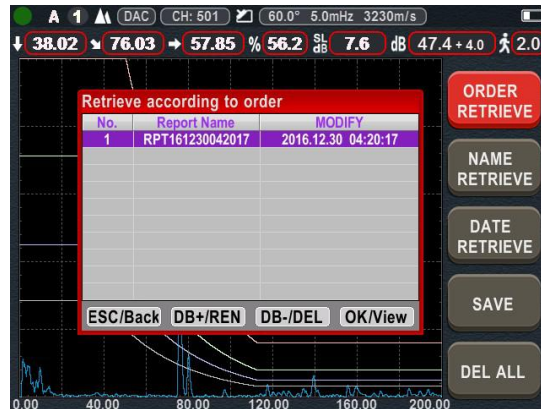 A 1 DAC CH: 501 60.0° 5.0mHz 3230m/s
38.02 76.03 57.85 % 56.2 SL dB 7.6 dB 47.4 + 4.0 2.0
Retrieve according to order
No. Report Name MODIFY
1 RPT161230042017 2016.12.30 04:20:17
ESC/Back DB+/REN DB-/DEL OK/View
ORDER
RETRIEVE
NAME
RETRIEVE
DATE
RETRIEVE
SAVE
DEL ALL
0.00 40.00 80.00 120.00 160.00 200.00